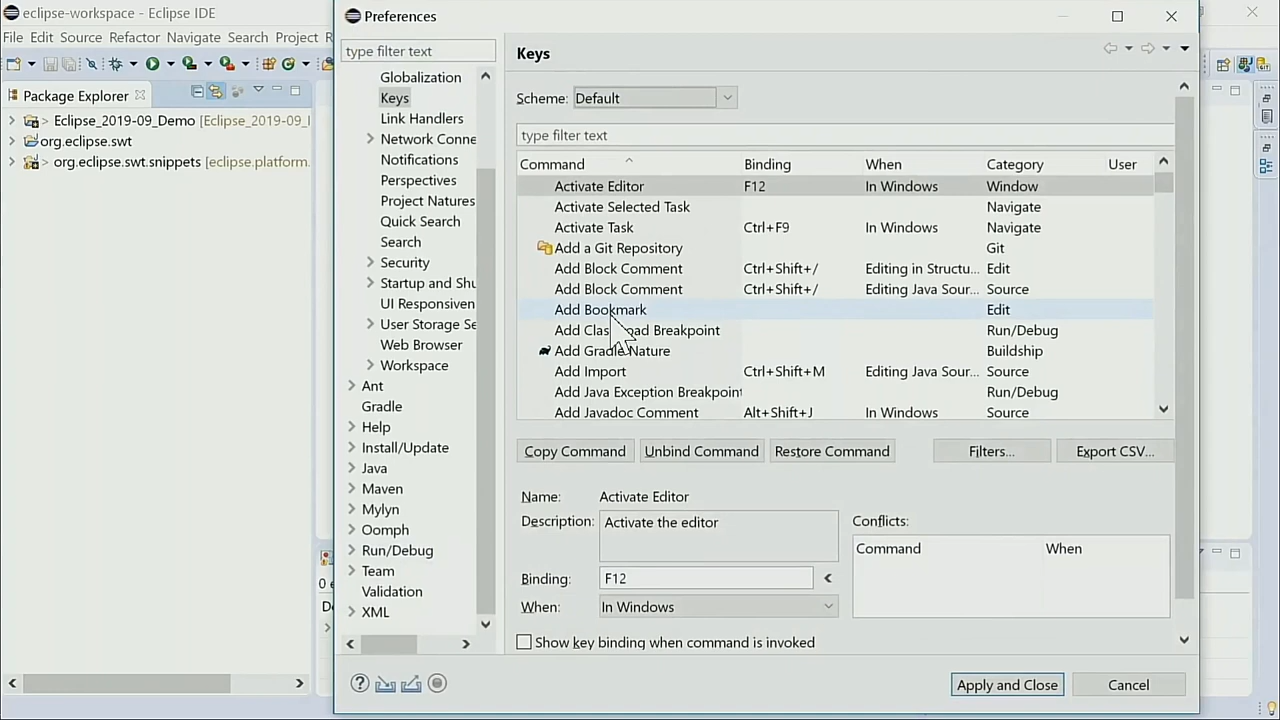 eclipse-workspace - Eclipse IDE
File Edit Source Refactor Navigate Search Project R
Package Explorer
> Eclipse_2019-09_Demo [Eclipse_2019-09_I
org.eclipse.swt
> org.eclipse.swt.snippets [eclipse.platform.
0 e
De
Preferences
type filter text
Globalization
Keys
Link Handlers
Network Conne
Notifications
Perspectives
Project Natures
Quick Search
Search
Security
Startup and Shu
UI Responsiven
User Storage Se
Web Browser
Workspace
Ant
Gradle
Help
Install/Update
Java
Maven
Mylyn
Oomph
Run/Debug
Team
Validation
XML
Keys
Scheme: Default
type filter text
Command Binding When Category User
Activate Editor F12 In Windows Window
Activate Selected Task Navigate
Activate Task Ctrl+F9 In Windows Navigate
Add a Git Repository Git
Add Block Comment Ctrl+Shift+/ Editing in Structu... Edit
Add Block Comment Ctrl+Shift+/ Editing Java Sour... Source
Add Bookmark Edit
Add Class Load Breakpoint Run/Debug
Add Gradle Nature Buildship
Add Import Ctrl+Shift+M Editing Java Sour... Source
Add Java Exception Breakpoint Run/Debug
Add Javadoc Comment Alt+Shift+J In Windows Source
Copy Command Unbind Command Restore Command Filters... Export CSV...
Name: Activate Editor
Description: Activate the editor
Binding: F12
When: In Windows
Conflicts:
Command When
Show key binding when command is invoked
Apply and Close Cancel